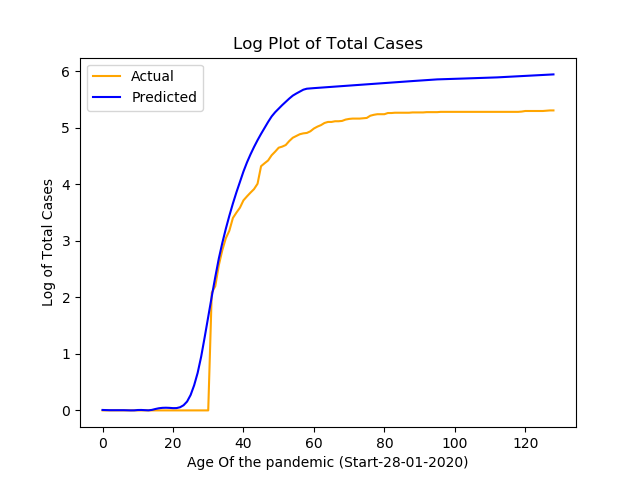 Log Plot of Total Cases
Actual
Predicted
6
5
4
3
2
1
0
Log of Total Cases
0 20 40 60 80 100 120
Age Of the pandemic (Start-28-01-2020)